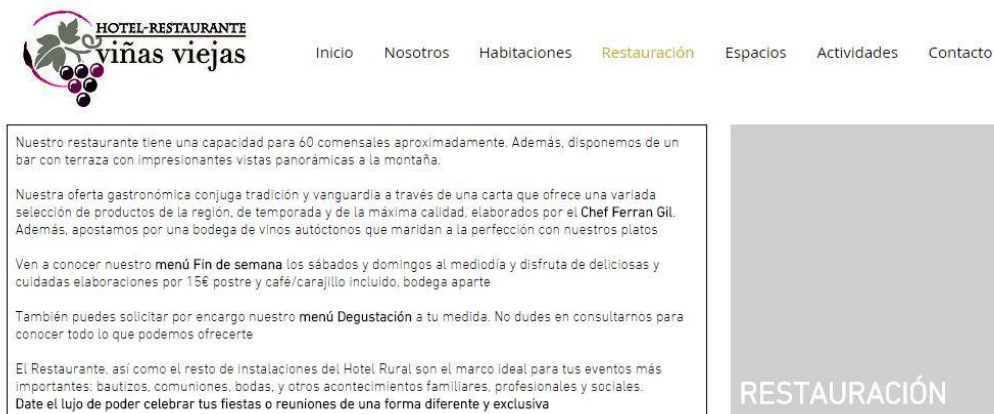 HOTEL-RESTAURANTE
viñas viejas
Inicio Nosotros Habitaciones Restauración Espacios Actividades Contacto
Nuestro restaurante tiene una capacidad para 60 comensales aproximadamente. Además, disponemos de un
bar con terraza con impresionantes vistas panorámicas a la montaña.
Nuestra oferta gastronómica conjuga tradición y vanguardia a través de una carta que ofrece una variada
selección de productos de la región, de temporada y de la máxima calidad, elaborados por el Chef Ferran Gil.
Además, apostamos por una bodega de vinos autóctonos que maridan a la perfección con nuestros platos
Ven a conocer nuestro menú Fin de semana los sábados y domingos al mediodía y disfruta de deliciosas y
cuidadas elaboraciones por 15€ postre y café/carajillo incluido, bodega aparte
También puedes solicitar por encargo nuestro menú Degustación a tu medida. No dudes en consultarnos para
conocer todo lo que podemos ofrecerte
El Restaurante, así como el resto de instalaciones del Hotel Rural son el marco ideal para tus eventos más
importantes: bautizos, comuniones, bodas, y otros acontecimientos familiares, profesionales y sociales.
Date el lujo de poder celebrar tus fiestas o reuniones de una forma diferente y exclusiva
RESTAURACIÓN